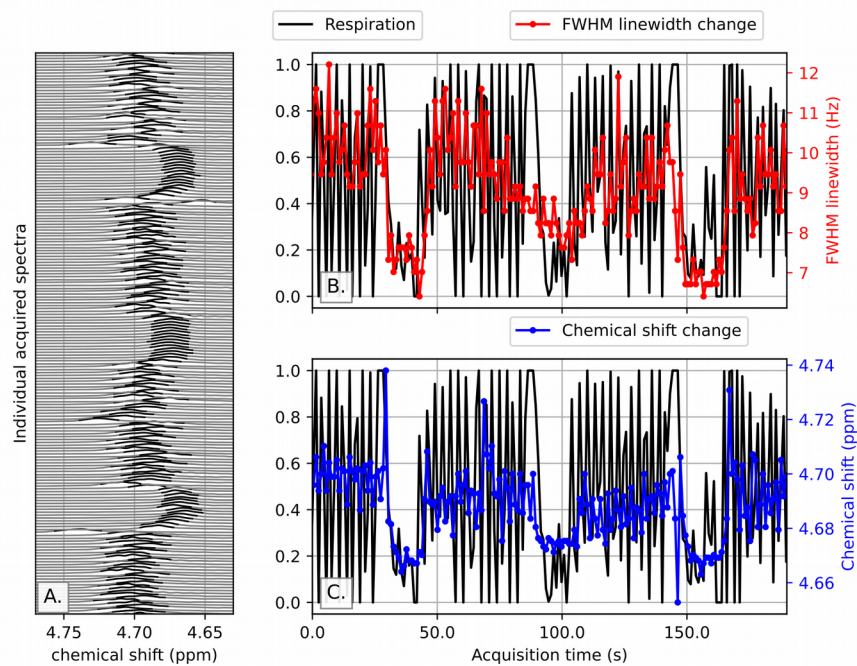 Respiration
FWHM linewidth change
Individual acquired spectra
A.
4.75 4.70 4.65
chemical shift (ppm)
1.0
0.8
0.6
0.4
0.2
0.0
B.
12
11
10
9
8
7
FWHM linewidth (Hz)
Chemical shift change
1.0
0.8
0.6
0.4
0.2
0.0
C.
4.74
4.72
4.70
4.68
4.66
Chemical shift (ppm)
0.0 50.0 100.0 150.0
Acquisition time (s)